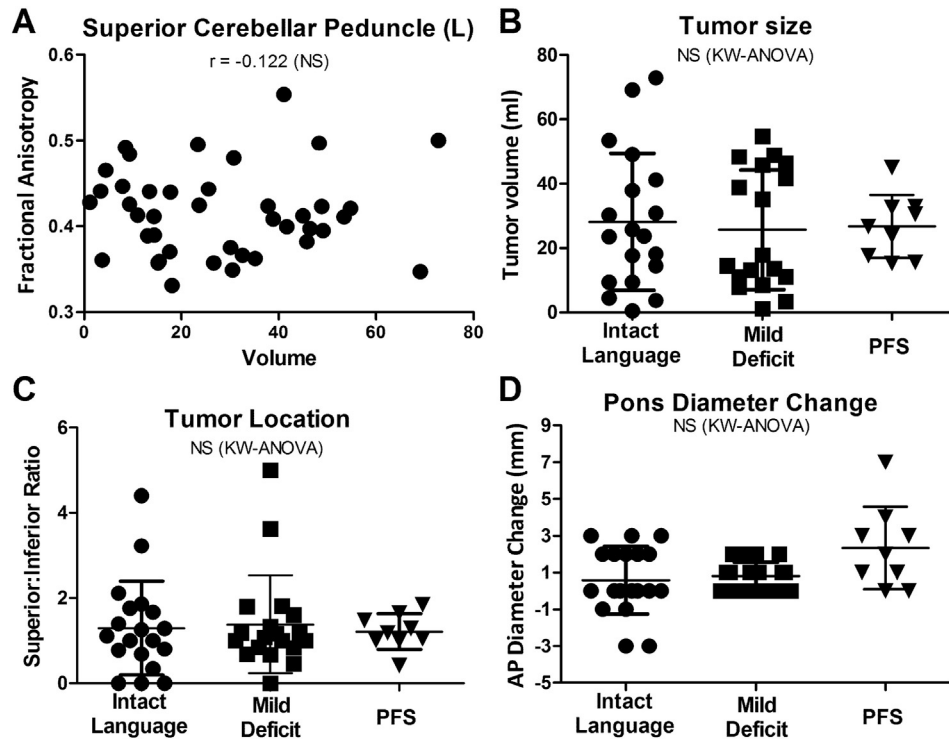 A
Superior Cerebellar Peduncle (L)
r = -0.122 (NS)
Fractional Anisotropy
0.6
0.5
0.4
0.3
0
20
40
60
80
Volume
B
Tumor size
NS (KW-ANOVA)
Tumor volume (ml)
80
60
40
20
0
Intact
Language
Mild
Deficit
PFS
C
Tumor Location
NS (KW-ANOVA)
Superior:Inferior Ratio
6
4
2
0
Intact
Language
Mild
Deficit
PFS
D
Pons Diameter Change
NS (KW-ANOVA)
AP Diameter Change (mm)
9
7
5
3
1
-1
-3
-5
Intact
Language
Mild
Deficit
PFS